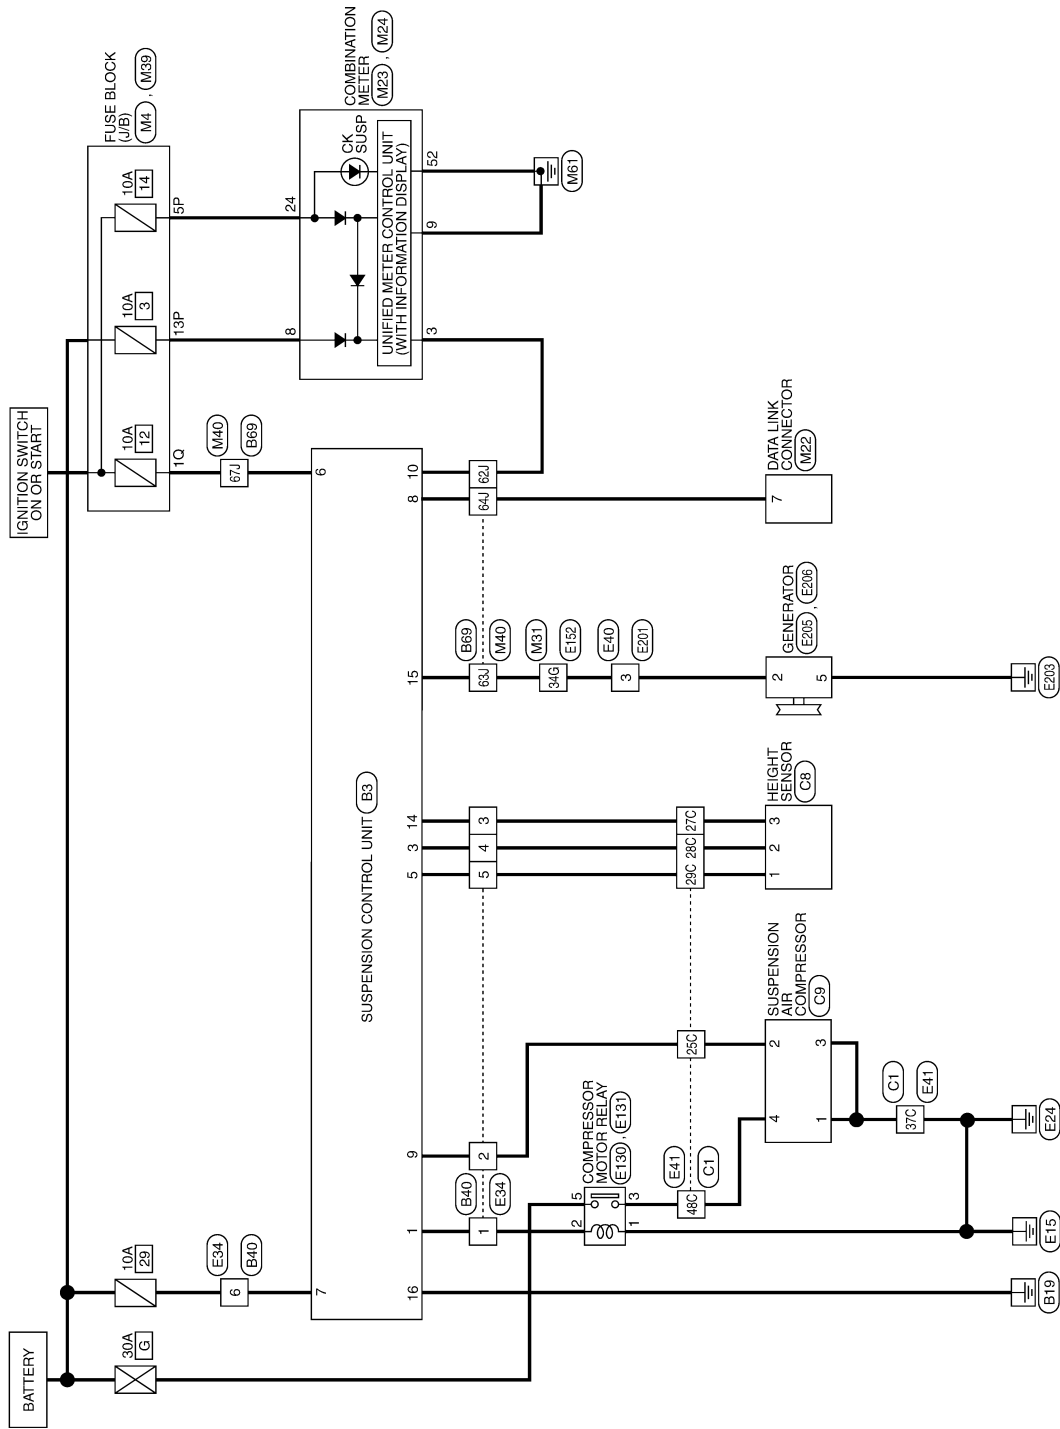 BATTERY
IGNITION SWITCH
ON OR START
30A
G
10A
29
10A
12
10A
3
10A
14
FUSE BLOCK
(J/B)
M4 , M39
1Q
13P
5P
E34
B40
6
M40
B69
67J
7
6
SUSPENSION CONTROL UNIT B3
16
1
9
5
3
14
15
8
10
8
24
COMBINATION
METER
M23 , M24
CK
SUSP
UNIFIED METER CONTROL UNIT
(WITH INFORMATION DISPLAY)
3
9
52
M61
B40
E34
1
2
5
4
3
B69
M40
63J
64J
62J
M31
E152
34G
E40
E201
3
COMPRESSOR
MOTOR RELAY
E130 , E131
2
5
1
3
E41
C1
48C
25C
29C
28C
27C
SUSPENSION
AIR
COMPRESSOR
C9
4
2
1
3
HEIGHT
SENSOR
C8
1
2
3
GENERATOR
E205 , E206
2
5
DATA LINK
CONNECTOR
M22
7
C1
E41
37C
B19
E15
E24
E203